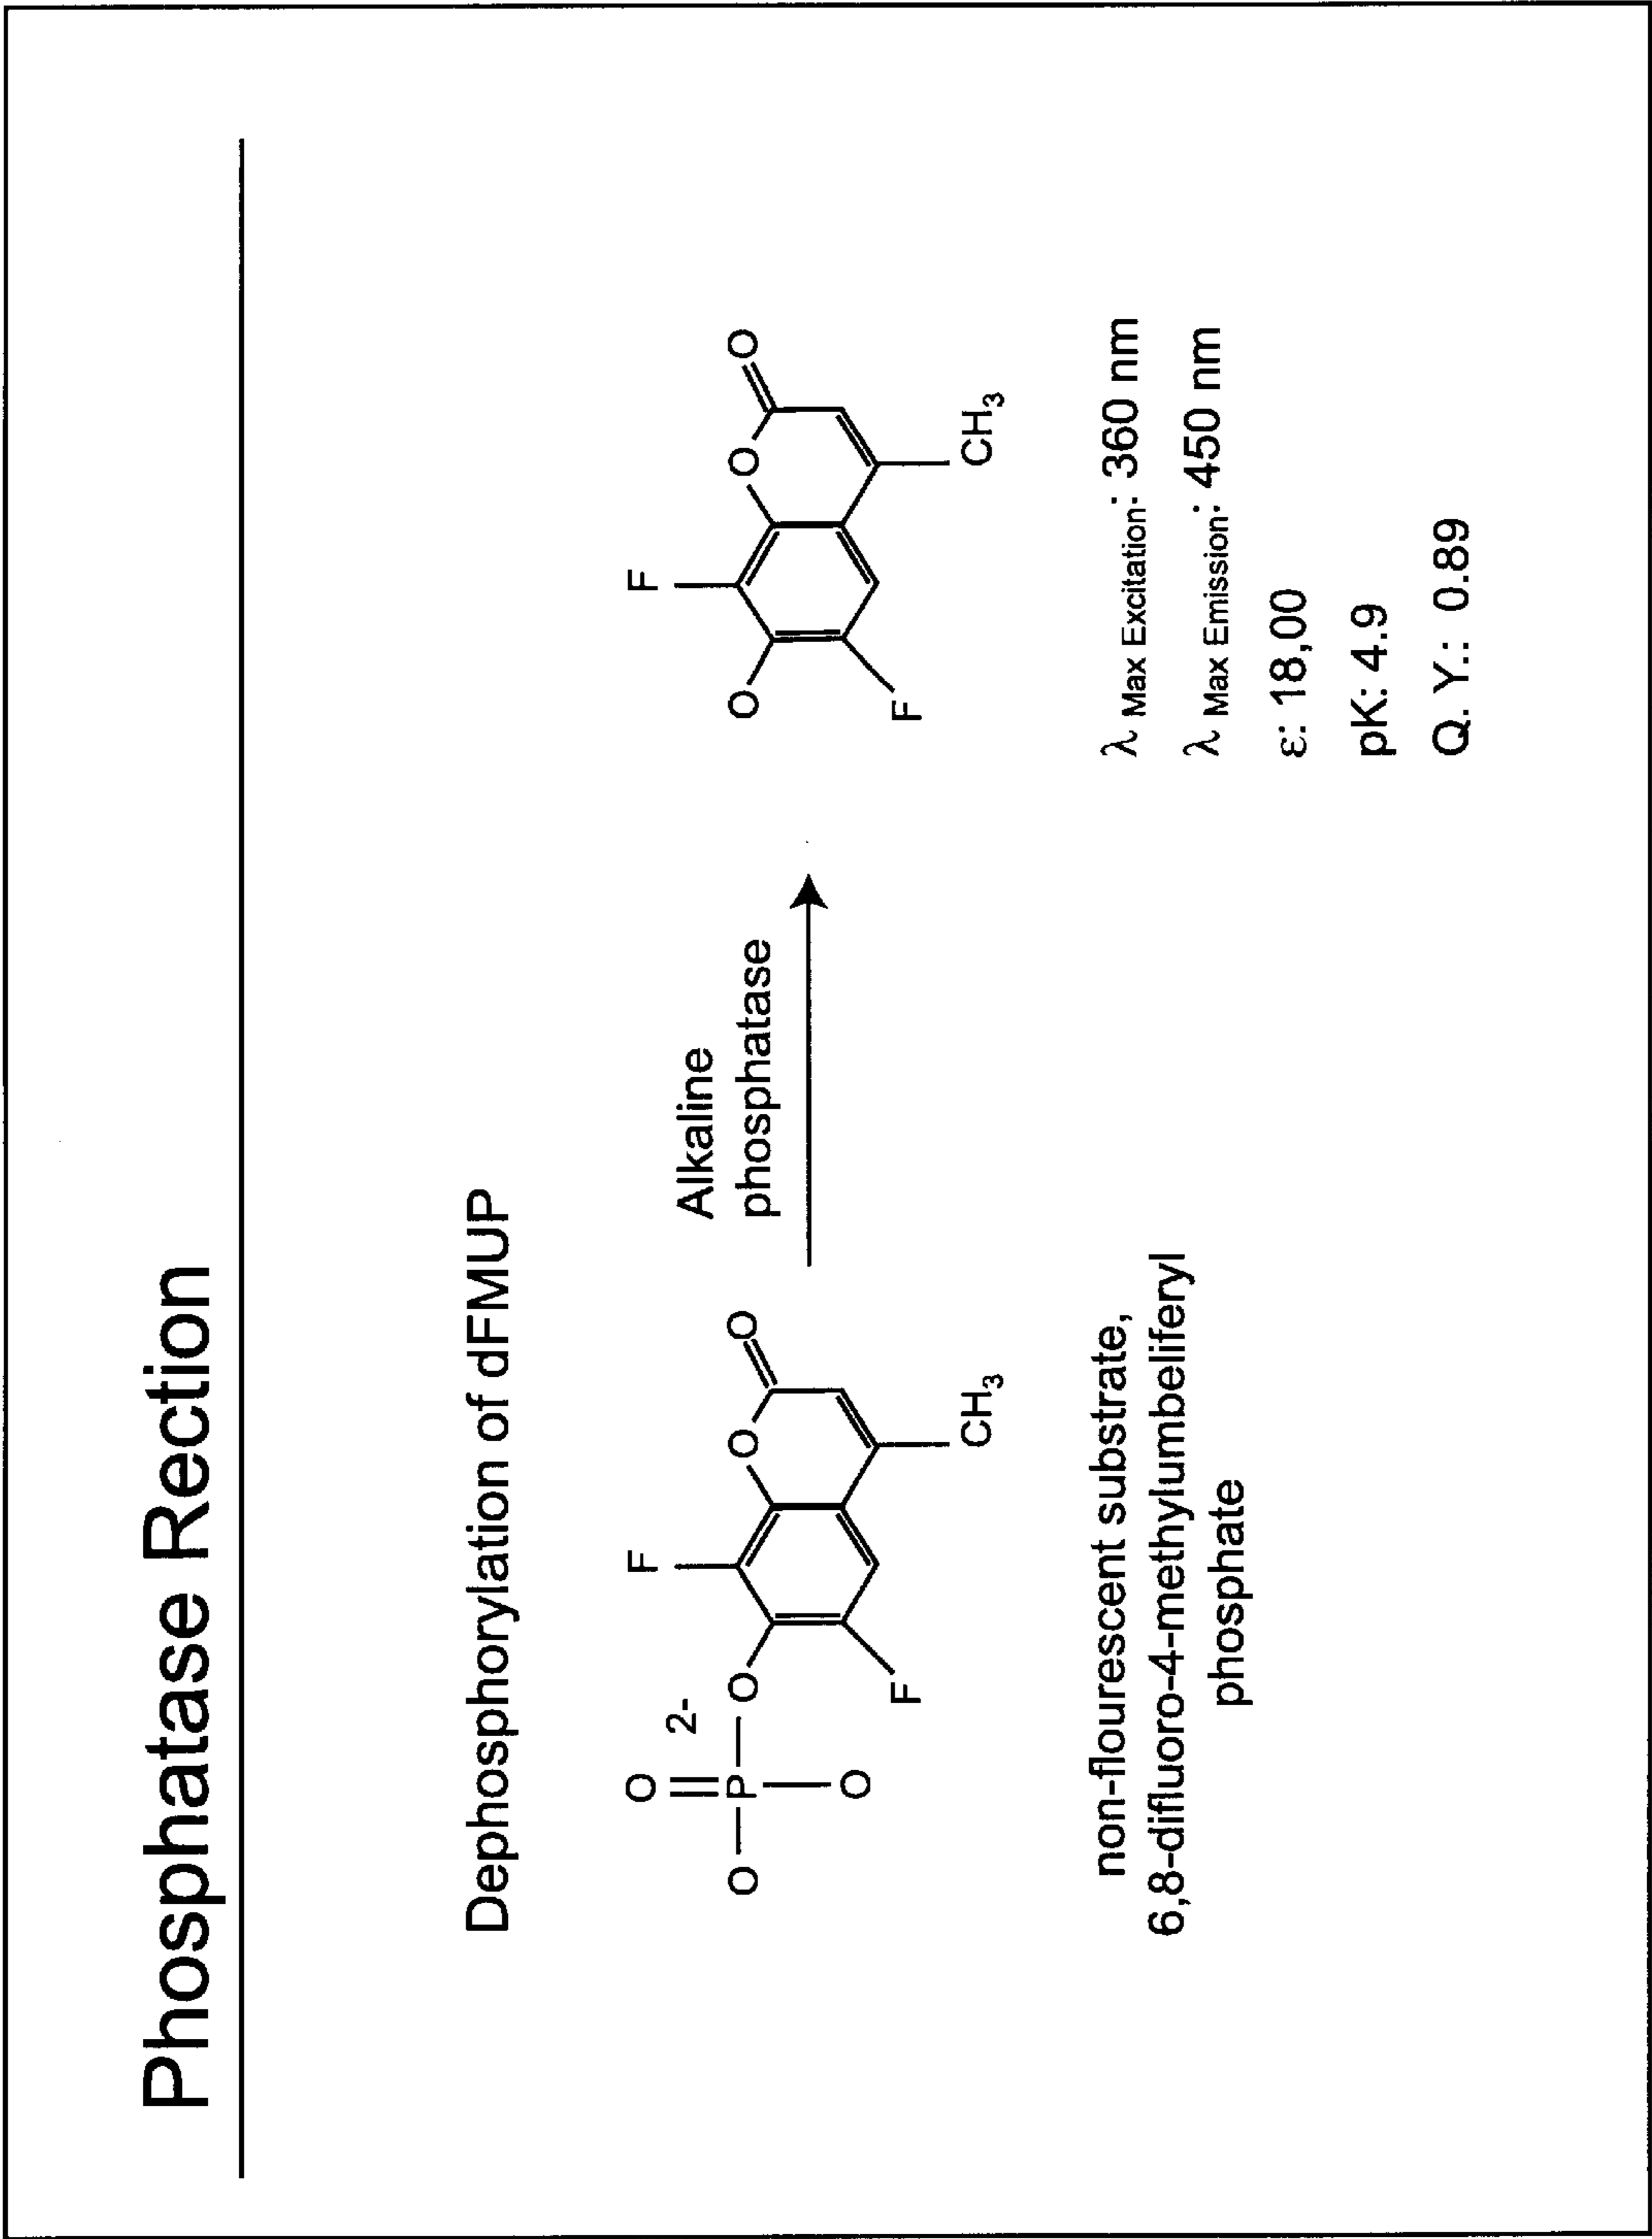 Phosphatase Rection
Dephosphorylation of dFMUP
O
2-
O
P
O
O
F
F
O
O
CH3
Alkaline
phosphatase
F
O
O
O
F
CH3
non-flourescent substrate,
6,8-difluoro-4-methylumbeliferyl
phosphate
λ Max Excitation: 360 nm
λ Max Emission: 450 nm
ε: 18,00
pK: 4.9
Q. Y.: 0.89